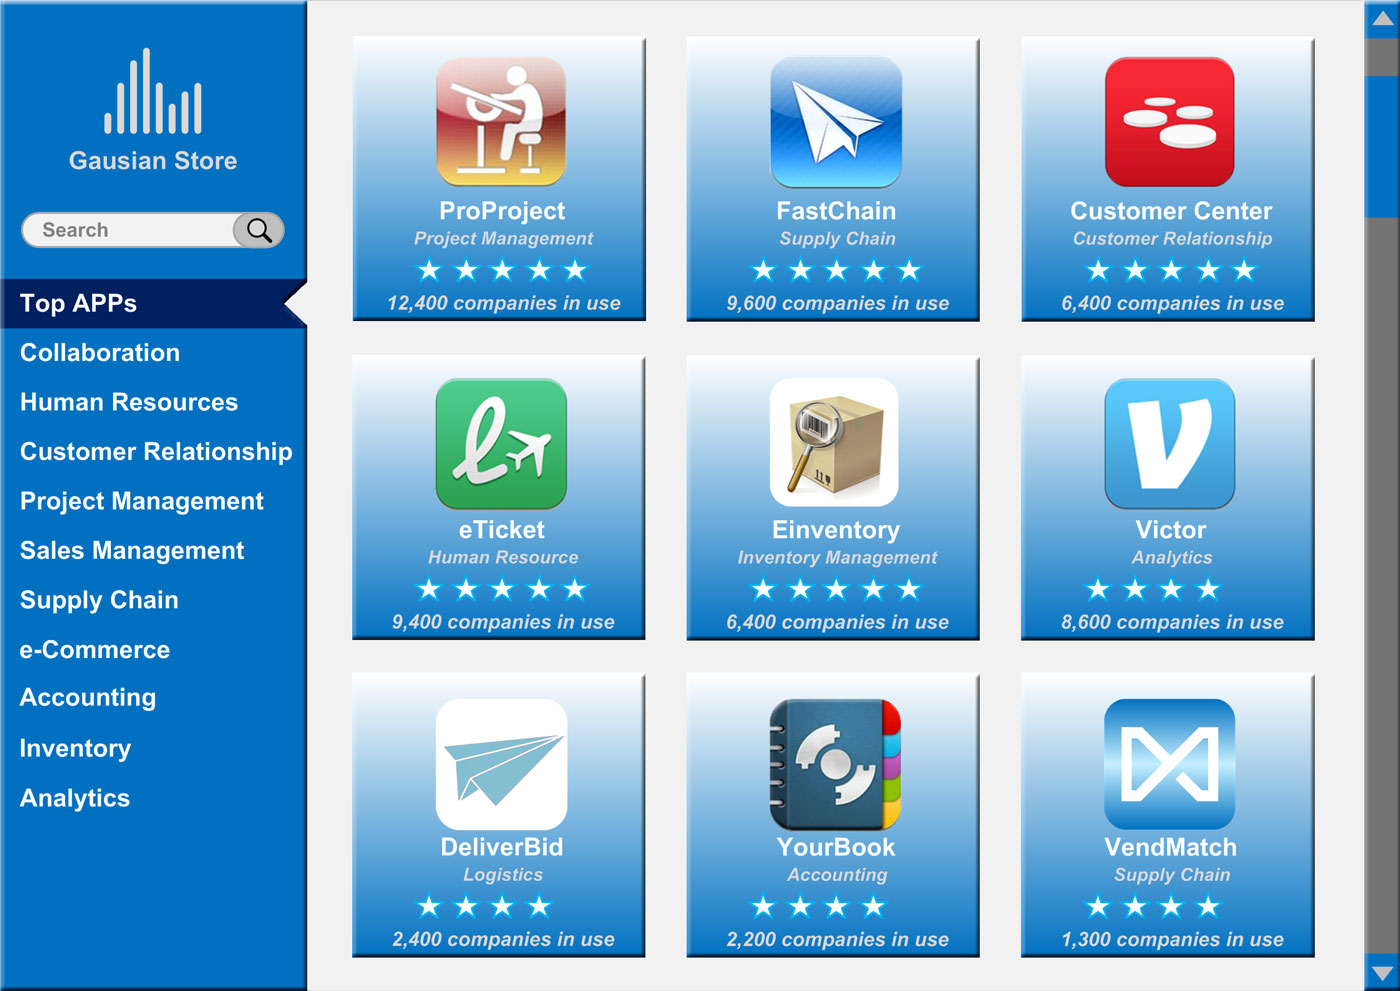 Gausian Store
Search
Top APPs
Collaboration
Human Resources
Customer Relationship
Project Management
Sales Management
Supply Chain
e-Commerce
Accounting
Inventory
Analytics
ProProject
Project Management
12,400 companies in use
FastChain
Supply Chain
9,600 companies in use
Customer Center
Customer Relationship
6,400 companies in use
eTicket
Human Resource
9,400 companies in use
Einventory
Inventory Management
6,400 companies in use
Victor
Analytics
8,600 companies in use
DeliverBid
Logistics
2,400 companies in use
YourBook
Accounting
2,200 companies in use
VendMatch
Supply Chain
1,300 companies in use